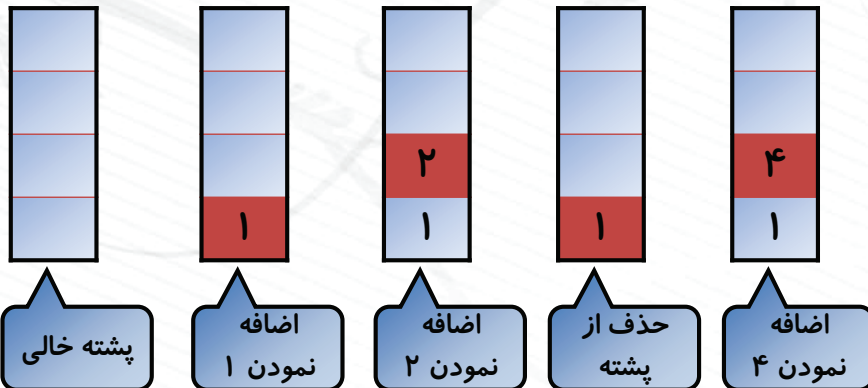 ۱
۲
۱
۱
۴
۱
پشته خالی
اضافه
نمودن ۱
اضافه
نمودن ۲
حذف از
پشته
اضافه
نمودن ۴